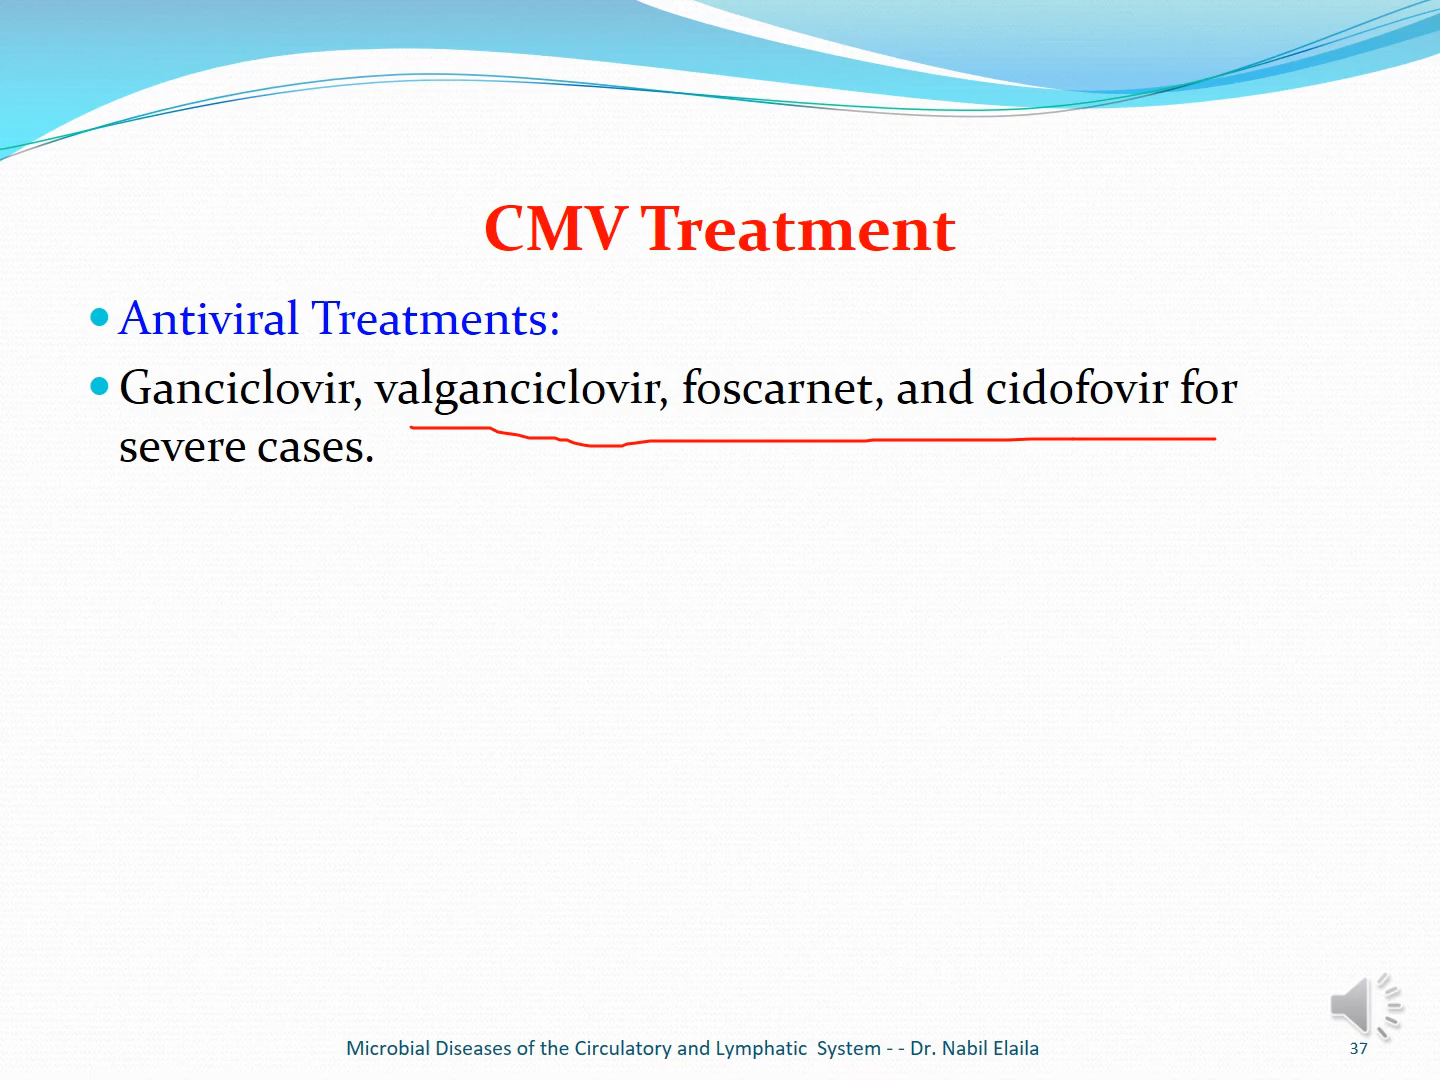 CMV Treatment
Antiviral Treatments:
Ganciclovir, valganciclovir, foscarnet, and cidofovir for
severe cases.
Microbial Diseases of the Circulatory and Lymphatic System - - Dr. Nabil Elaila
37